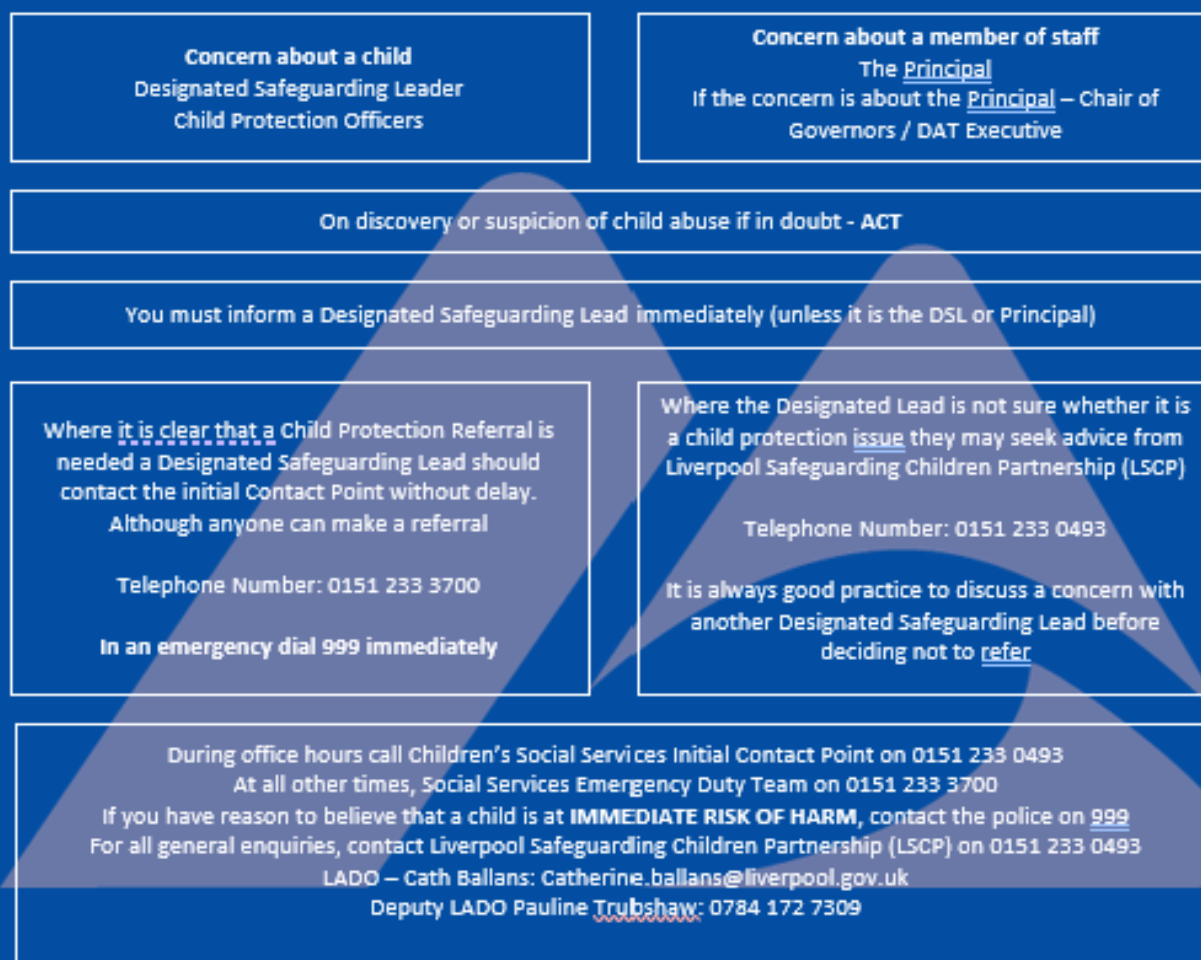 Concern about a child
Designated Safeguarding Leader
Child Protection Officers
Concern about a member of staff
The Principal
If the concern is about the Principal – Chair of
Governors / DAT Executive
On discovery or suspicion of child abuse if in doubt - ACT
You must inform a Designated Safeguarding Lead immediately (unless it is the DSL or Principal)
Where it is clear that a Child Protection Referral is
needed a Designated Safeguarding Lead should
contact the initial Contact Point without delay.
Although anyone can make a referral
Telephone Number: 0151 233 3700
In an emergency dial 999 immediately
Where the Designated Lead is not sure whether it is
a child protection issue they may seek advice from
Liverpool Safeguarding Children Partnership (LSCP)
Telephone Number: 0151 233 0493
It is always good practice to discuss a concern with
another Designated Safeguarding Lead before
deciding not to refer
During office hours call Children’s Social Services Initial Contact Point on 0151 233 0493
At all other times, Social Services Emergency Duty Team on 0151 233 3700
If you have reason to believe that a child is at IMMEDIATE RISK OF HARM, contact the police on 999
For all general enquiries, contact Liverpool Safeguarding Children Partnership (LSCP) on 0151 233 0493
LADO – Cath Ballans: Catherine.ballans@liverpool.gov.uk
Deputy LADO Pauline Trubshaw: 0784 172 7309